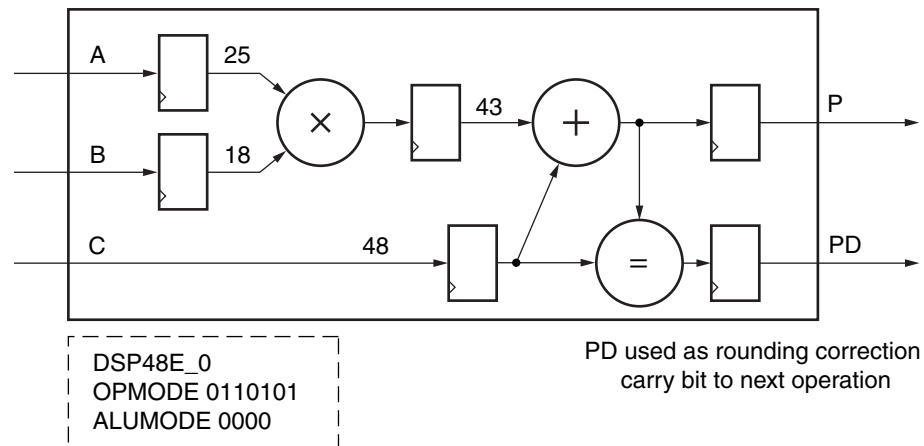 A
25
×
43
+
P
B
18
C
48
=
PD
DSP48E_0
OPMODE 0110101
ALUMODE 0000
PD used as rounding correction
carry bit to next operation